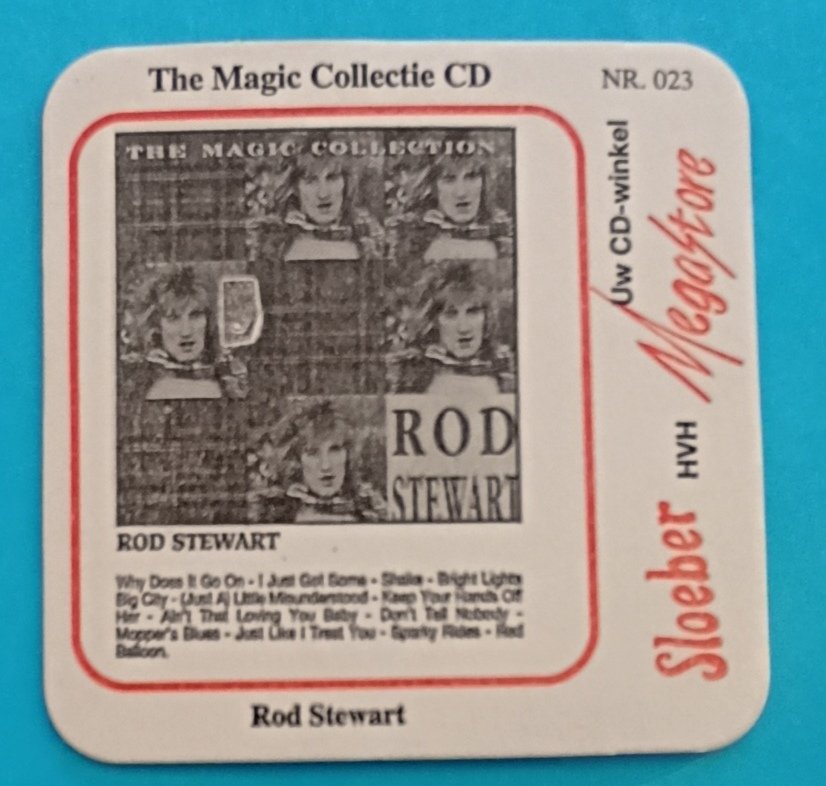 The Magic Collectie CD
NR. 023
THE MAGIC COLLECTION
ROD
STEWART
ROD STEWART
Why Does It Go On - I Just Got Some - Shake - Bright Lights
Big City - (Just A) Little Misunderstood - Keep Your Hands Off
Her - Ain't That Loving You Baby - Don't Tell Nobody -
Mopper's Blues - Just Like I Treat You - Sparky Rides - Red
Balloon.
Rod Stewart
Uw CD-winkel
Megastore
Sloeber HVH